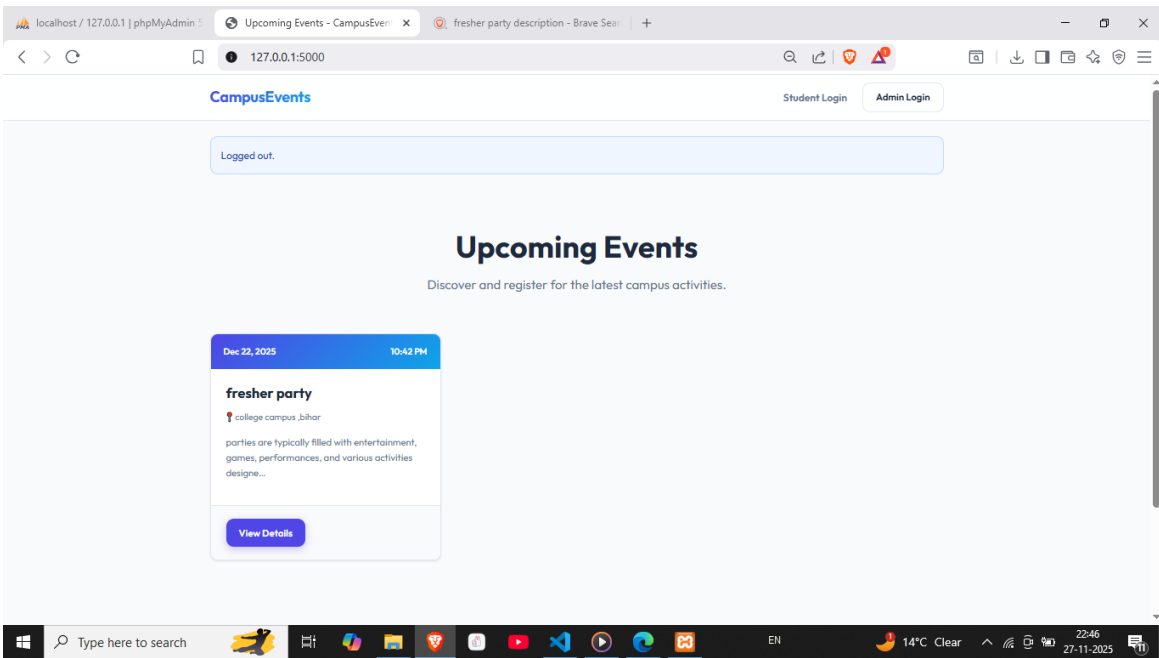 localhost / 127.0.0.1 | phpMyAdmin 5
Upcoming Events - CampusEven
fresher party description - Brave Sear
127.0.0.1:5000
1
CampusEvents
Student Login
Admin Login
Logged out.
Upcoming Events
Discover and register for the latest campus activities.
Dec 22, 2025 10:42 PM
fresher party
college campus ,bihar
parties are typically filled with entertainment,
games, performances, and various activities
designe...
View Details
Type here to search
EN
14°C Clear
22:46
27-11-2025
11